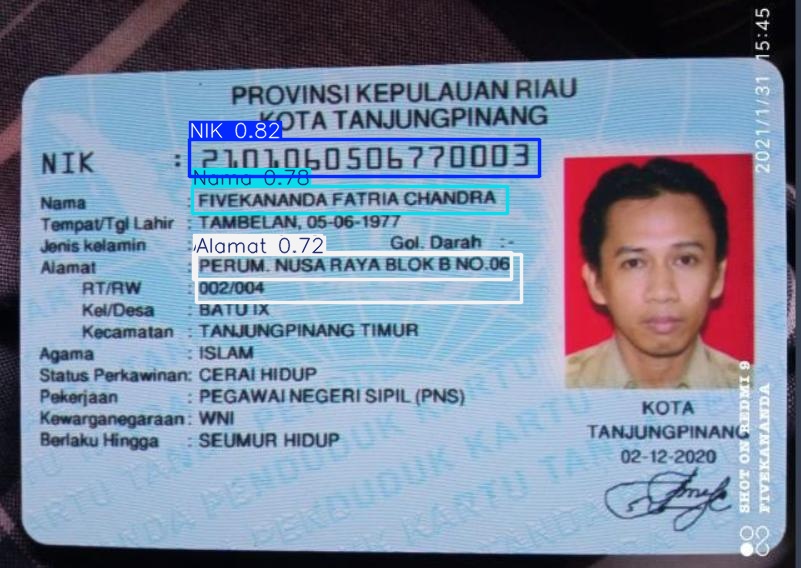 PROVINSI KEPULAUAN RIAU
KOTA TANJUNGPINANG
NIK 0.82
NIK : 2101060506770003
Nama 0.78
Nama : FIVEKANANDA FATRIA CHANDRA
Tempat/Tgl Lahir : TAMBELAN, 05-06-1977
Jenis kelamin Gol. Darah :-
Alamat 0.72
Alamat : PERUM. NUSA RAYA BLOK B NO.06
RT/RW : 002/004
Kel/Desa : BATU IX
Kecamatan : TANJUNGPINANG TIMUR
Agama : ISLAM
Status Perkawinan: CERAI HIDUP
Pekerjaan : PEGAWAI NEGERI SIPIL (PNS)
Kewarganegaraan : WNI
Berlaku Hingga : SEUMUR HIDUP
KOTA
TANJUNGPINANG
02-12-2020
2021/1/31 15:45
SHOT ON REDMI 9
FIVEKANANDA